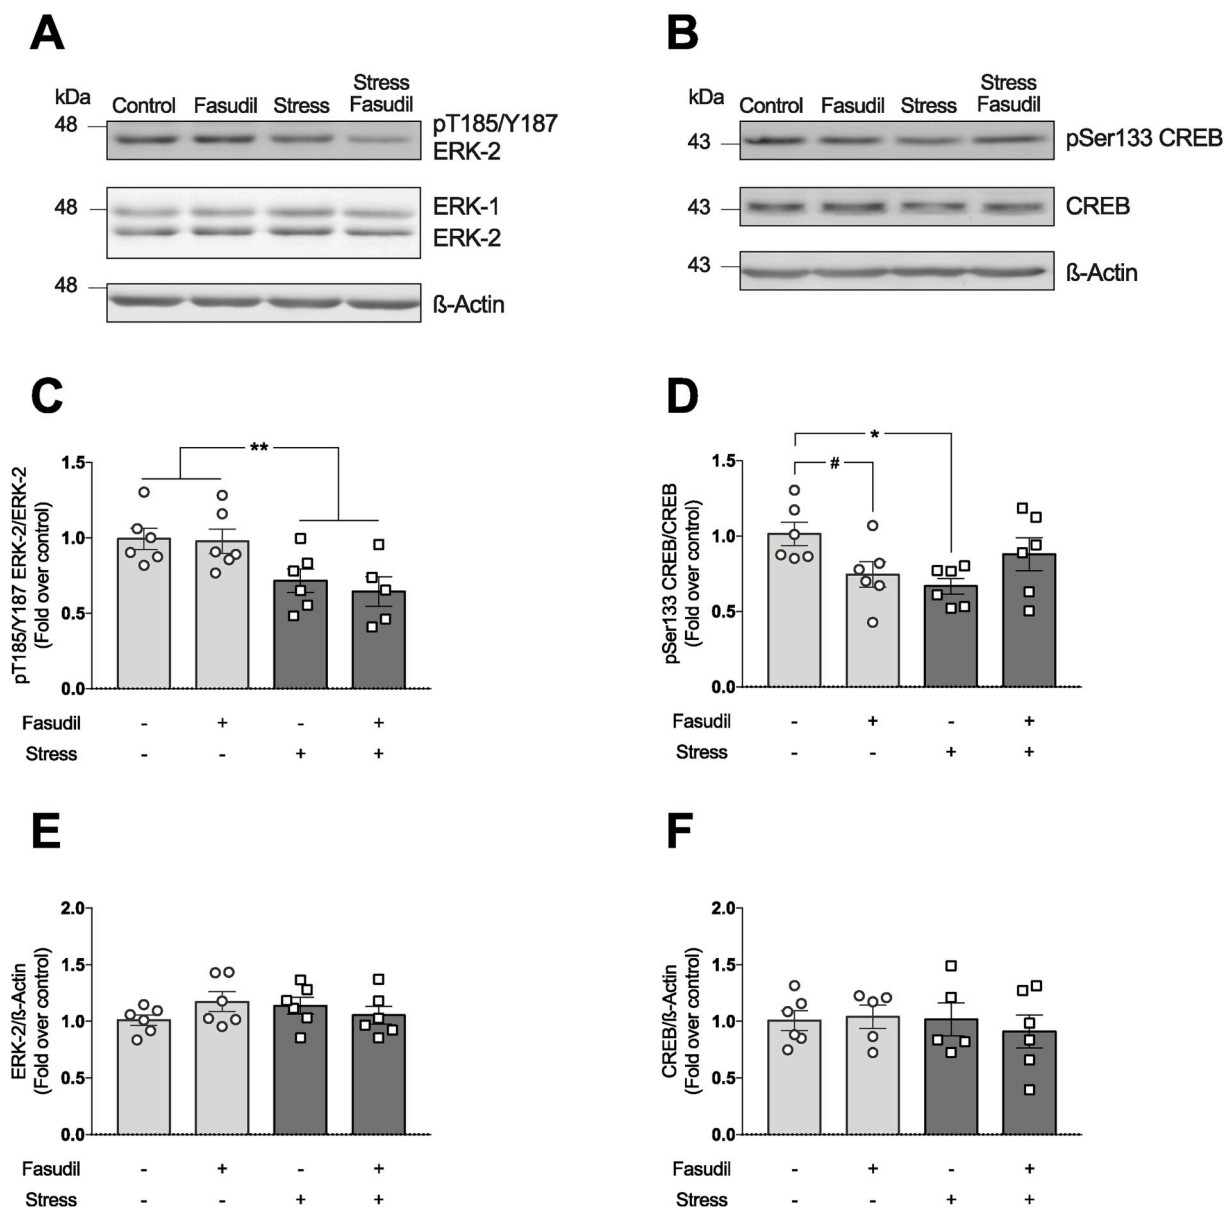 A
kDa
Control
Fasudil
Stress
Stress
Fasudil
48
pT185/Y187
ERK-2
48
ERK-1
ERK-2
48
ß-Actin
B
kDa
Control
Fasudil
Stress
Stress
Fasudil
43
pSer133 CREB
43
CREB
43
ß-Actin
C
pT185/Y187 ERK-2/ERK-2
(Fold over control)
**
1.5
1.0
0.5
0.0
Fasudil - + - +
Stress - - + +
D
pSer133 CREB/CREB
(Fold over control)
*
#
1.5
1.0
0.5
0.0
Fasudil - + - +
Stress - - + +
E
ERK-2/ß-Actin
(Fold over control)
2.0
1.5
1.0
0.5
0.0
Fasudil - + - +
Stress - - + +
F
CREB/ß-Actin
(Fold over control)
2.0
1.5
1.0
0.5
0.0
Fasudil - + - +
Stress - - + +